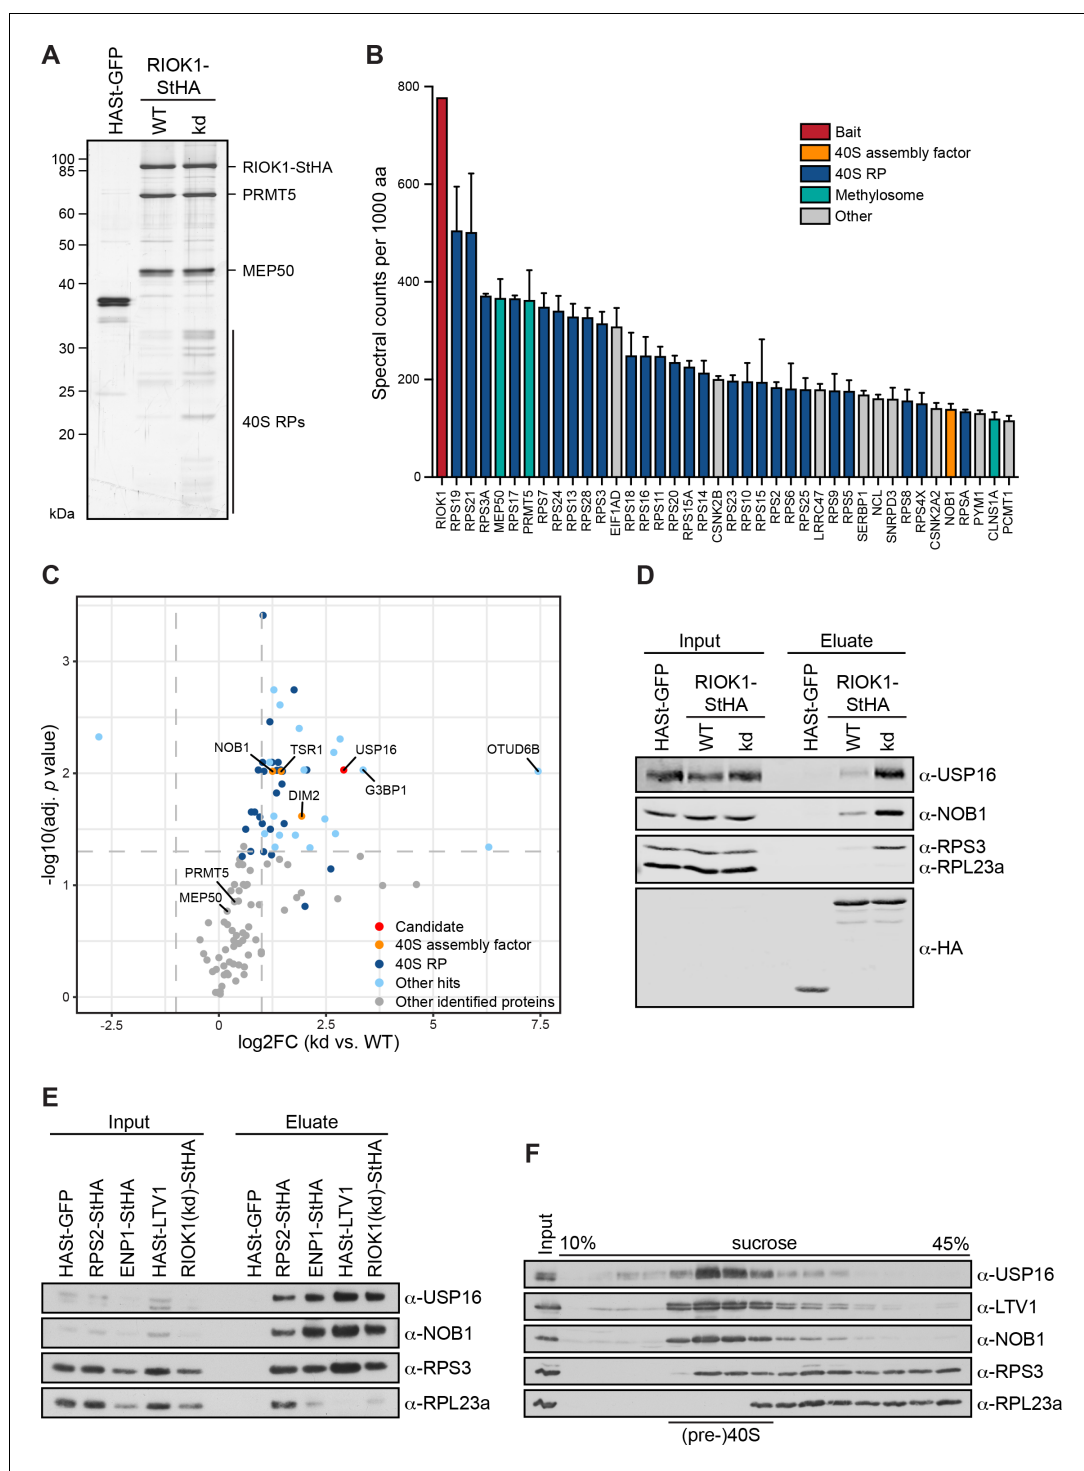 A
HASt-GFP
RIOK1-
StHA
WT
kd
100
85
60
50
40
30
25
20
kDa
RIOK1-StHA
PRMT5
MEP50
40S RPs
B
Spectral counts per 1000 aa
800
600
400
200
0
Bait
40S assembly factor
40S RP
Methylosome
Other
RIOK1
RPS19
RPS21
RPS3A
MEP50
RPS17
PRMT5
RPS7
RPS24
RPS13
RPS28
RPS3
EIF1AD
RPS18
RPS16
RPS11
RPS20
RPS15A
RPS14
CSNK2B
RPS23
RPS10
RPS15
RPS2
RPS6
RPS25
LRRC47
RPS9
RPS5
SERBP1
NCL
SNRPD3
RPS8
RPS4X
CSNK2A2
NOB1
RPSA
PYM1
CLNS1A
PCMT1
C
-log10(adj. p value)
3
2
1
0
NOB1
TSR1
USP16
OTUD6B
G3BP1
DIM2
PRMT5
MEP50
Candidate
40S assembly factor
40S RP
Other hits
Other identified proteins
-2.5
0
2.5
5
7.5
log2FC (kd vs. WT)
D
Input
Eluate
HASt-GFP
RIOK1-
StHA
WT
kd
HASt-GFP
RIOK1-
StHA
WT
kd
α-USP16
α-NOB1
α-RPS3
α-RPL23a
α-HA
E
Input
Eluate
HASt-GFP
RPS2-StHA
ENP1-StHA
HASt-LTV1
RIOK1(kd)-StHA
HASt-GFP
RPS2-StHA
ENP1-StHA
HASt-LTV1
RIOK1(kd)-StHA
α-USP16
α-NOB1
α-RPS3
α-RPL23a
F
Input
10%
sucrose
45%
α-USP16
α-LTV1
α-NOB1
α-RPS3
α-RPL23a
(pre-)40S